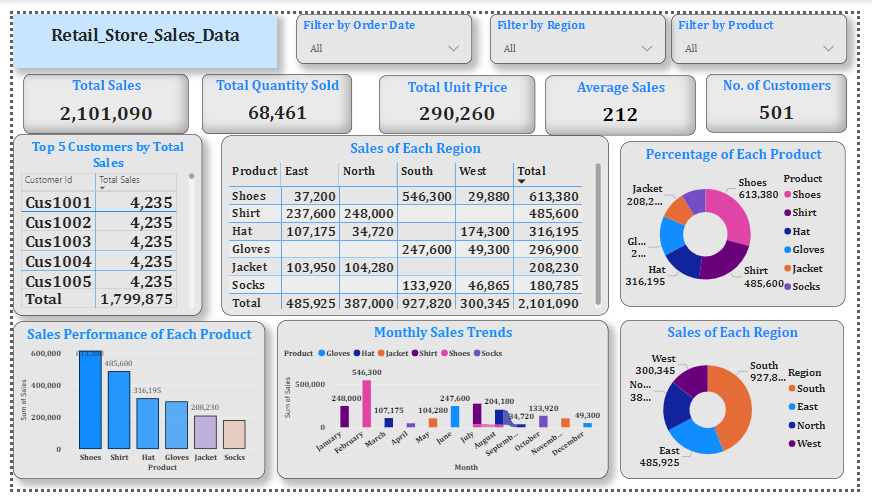 Retail_Store_Sales_Data
Filter by Order Date
All
Filter by Region
All
Filter by Product
All
Total Sales
2,101,090
Total Quantity Sold
68,461
Total Unit Price
290,260
Average Sales
212
No. of Customers
501
Top 5 Customers by Total
Sales
Customer Id Total Sales
Cus1001 4,235
Cus1002 4,235
Cus1003 4,235
Cus1004 4,235
Cus1005 4,235
Total 1,799,875
Sales of Each Region
Product East North South West Total
Shoes 37,200 546,300 29,880 613,380
Shirt 237,600 248,000 485,600
Hat 107,175 34,720 174,300 316,195
Gloves 247,600 49,300 296,900
Jacket 103,950 104,280 208,230
Socks 133,920 46,865 180,785
Total 485,925 387,000 927,820 300,345 2,101,090
Percentage of Each Product
Jacket
208,2...
Shoes
613,380
Gl...
2...
Hat
316,195
Shirt
485,600
Product
Shoes
Shirt
Hat
Gloves
Jacket
Socks
Sales Performance of Each Product
Sum of Sales
600,000
400,000
200,000
0
613,380
485,600
316,195
208,230
Shoes Shirt Hat Gloves Jacket Socks
Product
Monthly Sales Trends
Product Gloves Hat Jacket Shirt Shoes Socks
Sum of Sales
500,000
0
248,000
546,300
107,175
104,280
247,600
204,180
34,720
133,920
49,300
January February March April May June July August Septemb... October Novemb... December
Month
Sales of Each Region
West
300,345
No...
38...
South
927,8...
East
485,925
Region
South
East
North
West